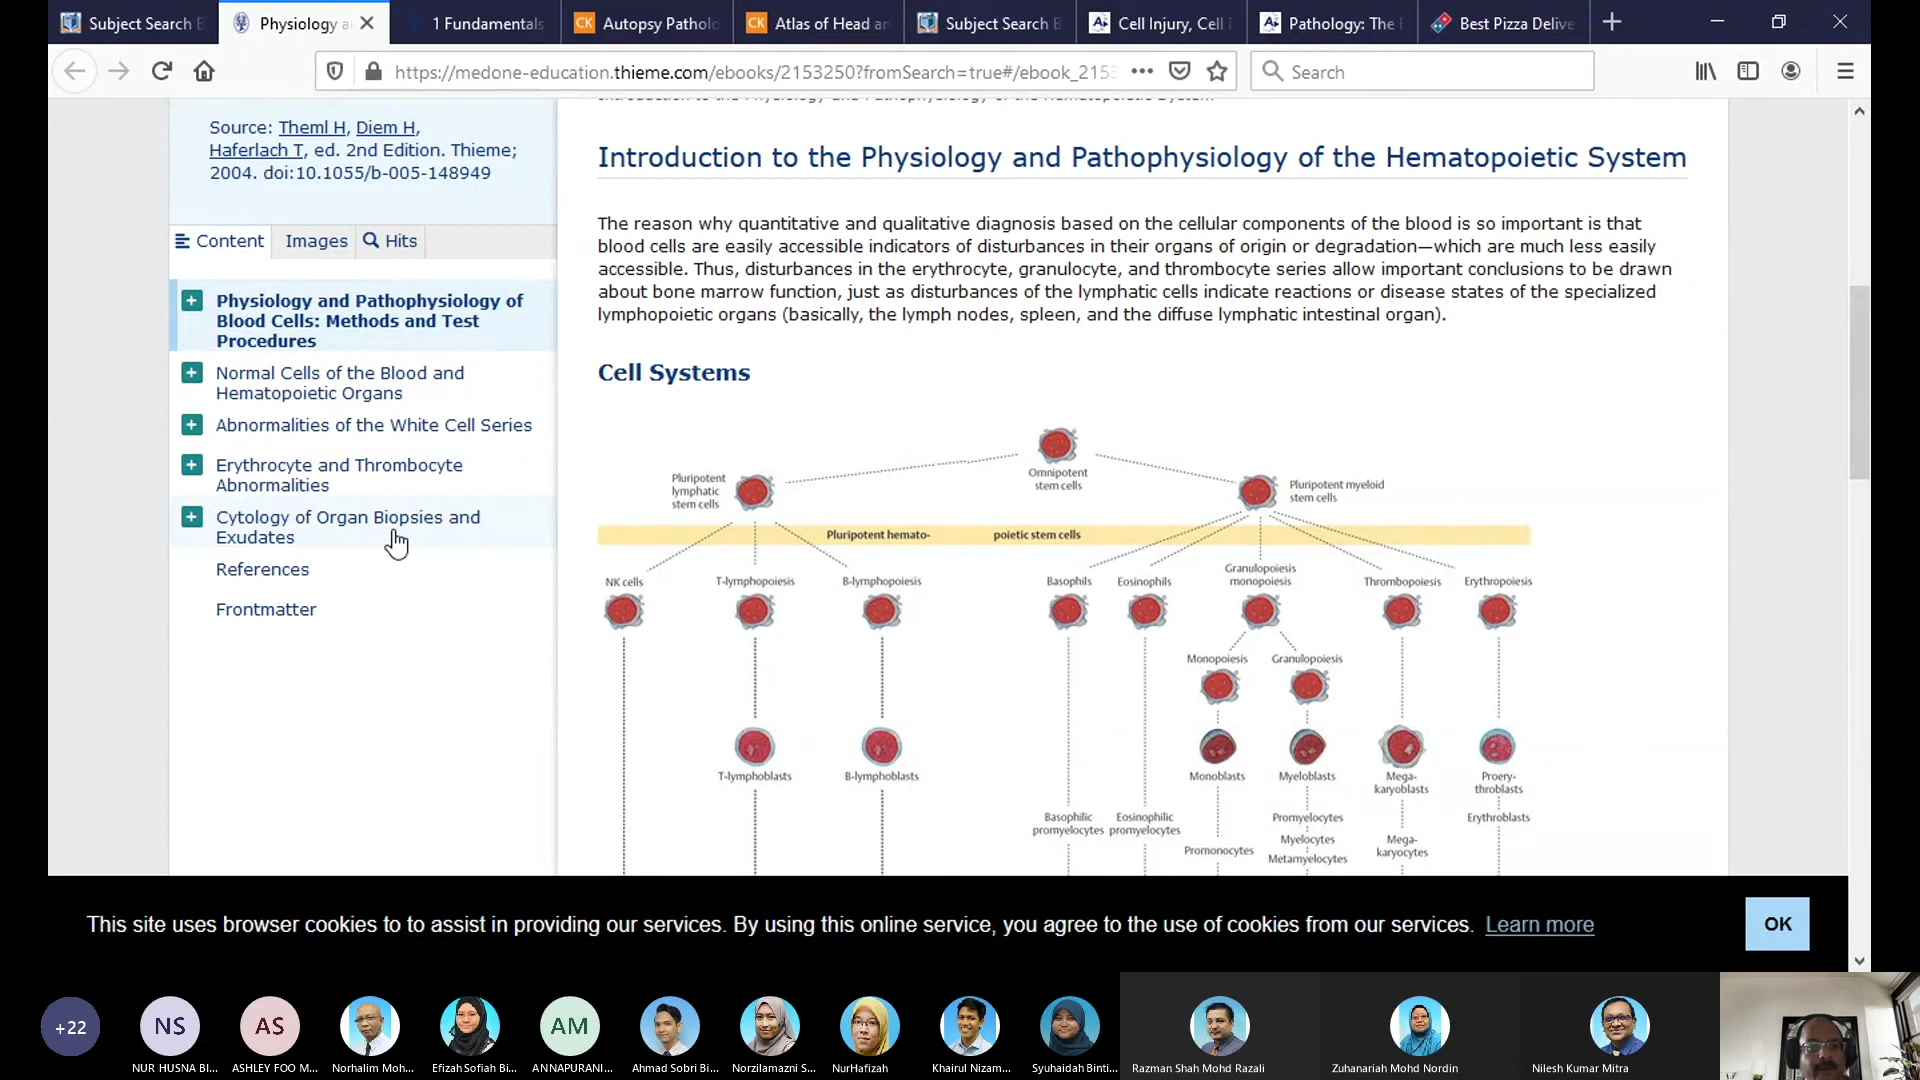 Subject Search B
Physiology a
1 Fundamentals
CK Autopsy Patholo
CK Atlas of Head an
Subject Search B
Cell Injury, Cell D
Pathology: The
Best Pizza Delive
https://medone-education.thieme.com/ebooks/2153250?fromSearch=true#/ebook_2153
Search
Introduction to the Physiology and Pathophysiology of the Hematopoietic System
Source: Theml H, Diem H,
Haferlach T, ed. 2nd Edition. Thieme;
2004. doi:10.1055/b-005-148949
Content Images Hits
Physiology and Pathophysiology of
Blood Cells: Methods and Test
Procedures
Normal Cells of the Blood and
Hematopoietic Organs
Abnormalities of the White Cell Series
Erythrocyte and Thrombocyte
Abnormalities
Cytology of Organ Biopsies and
Exudates
References
Frontmatter
Introduction to the Physiology and Pathophysiology of the Hematopoietic System
The reason why quantitative and qualitative diagnosis based on the cellular components of the blood is so important is that
blood cells are easily accessible indicators of disturbances in their organs of origin or degradation—which are much less easily
accessible. Thus, disturbances in the erythrocyte, granulocyte, and thrombocyte series allow important conclusions to be drawn
about bone marrow function, just as disturbances of the lymphatic cells indicate reactions or disease states of the specialized
lymphopoietic organs (basically, the lymph nodes, spleen, and the diffuse lymphatic intestinal organ).
Cell Systems
Omnipotent
stem cells
Pluripotent
lymphatic
stem cells
Pluripotent myeloid
stem cells
Pluripotent hemato- poietic stem cells
NK cells
T-lymphopoiesis
B-lymphopoiesis
Basophils
Eosinophils
Granulopoiesis
monopoiesis
Thrombopoiesis
Erythropoiesis
Monopoiesis
Granulopoiesis
T-lymphoblasts
B-lymphoblasts
Monoblasts
Myeloblasts
Mega-
karyoblasts
Proery-
throblasts
Basophilic
promyelocytes
Eosinophilic
promyelocytes
Promonocytes
Promyelocytes
Myelocytes
Metamyelocytes
Mega-
karyocytes
Erythroblasts
This site uses browser cookies to to assist in providing our services. By using this online service, you agree to the use of cookies from our services. Learn more
OK
+22
NS
AS
AM
NUR HUSNA BI...
ASHLEY FOO M...
Norhalim Moh...
Efizah Sofiah Bi...
ANNAPURANI...
Ahmad Sobri Bi...
Norzilamazni S...
NurHafizah
Khairul Nizam...
Syuhaidah Binti...
Razman Shah Mohd Razali
Zuhanariah Mohd Nordin
Nilesh Kumar Mitra